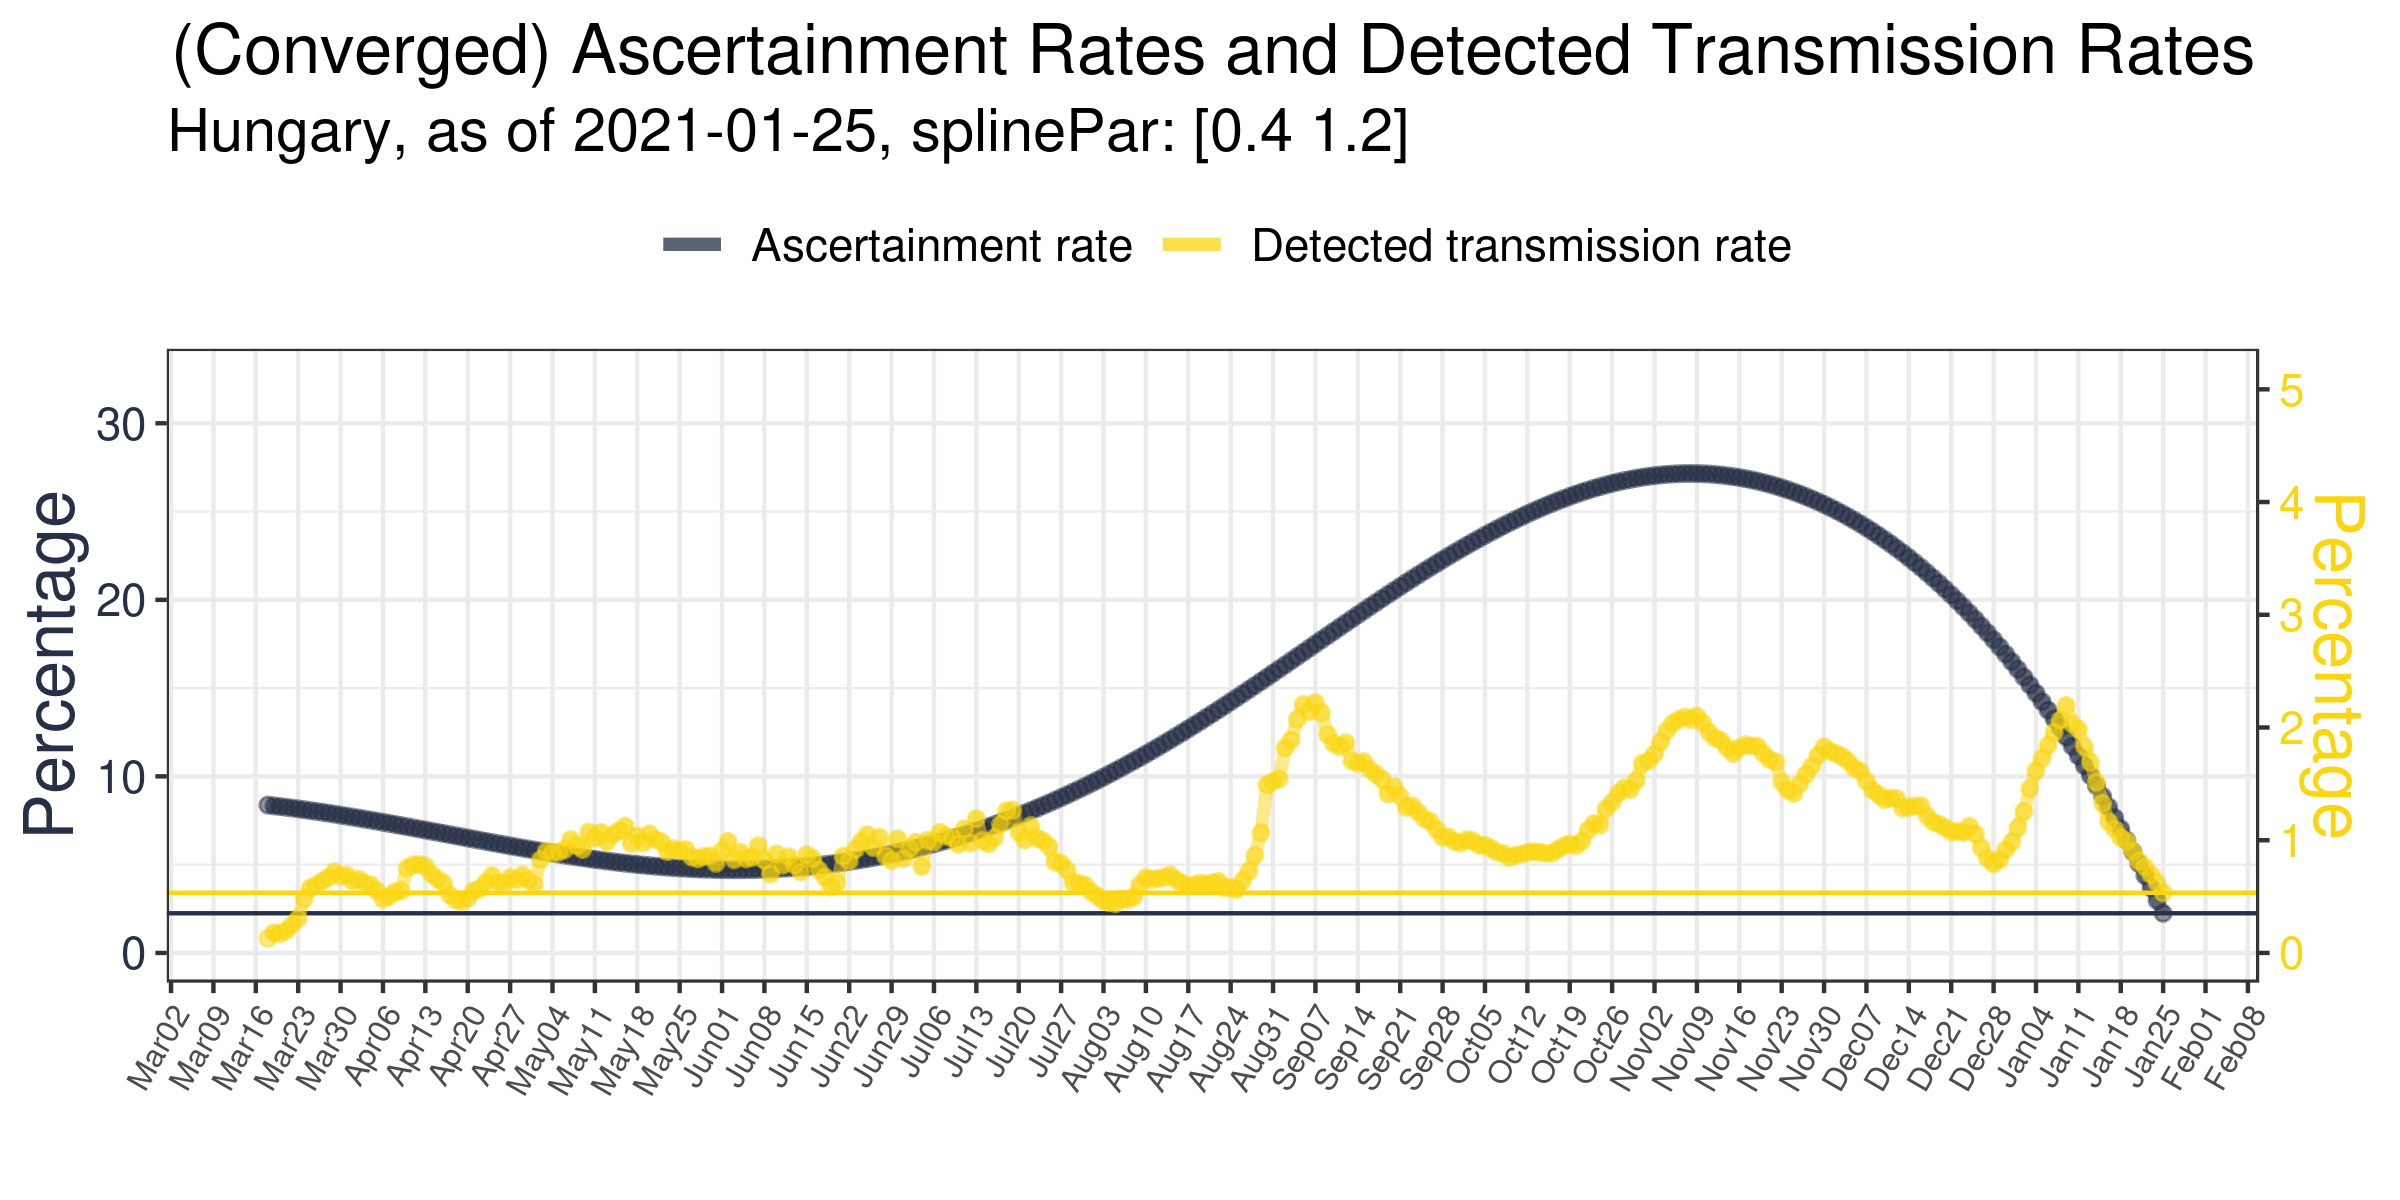 (Converged) Ascertainment Rates and Detected Transmission Rates
Hungary, as of 2021-01-25, splinePar: [0.4 1.2]
Ascertainment rate
Detected transmission rate
Percentage
30
20
10
0
5
4
3
2
1
0
Percentage
Mar02
Mar09
Mar16
Mar23
Mar30
Apr06
Apr13
Apr20
Apr27
May04
May11
May18
May25
Jun01
Jun08
Jun15
Jun22
Jun29
Jul06
Jul13
Jul20
Jul27
Aug03
Aug10
Aug17
Aug24
Aug31
Sep07
Sep14
Sep21
Sep28
Oct05
Oct12
Oct19
Oct26
Nov02
Nov09
Nov16
Nov23
Nov30
Dec07
Dec14
Dec21
Dec28
Jan04
Jan11
Jan18
Jan25
Feb01
Feb08